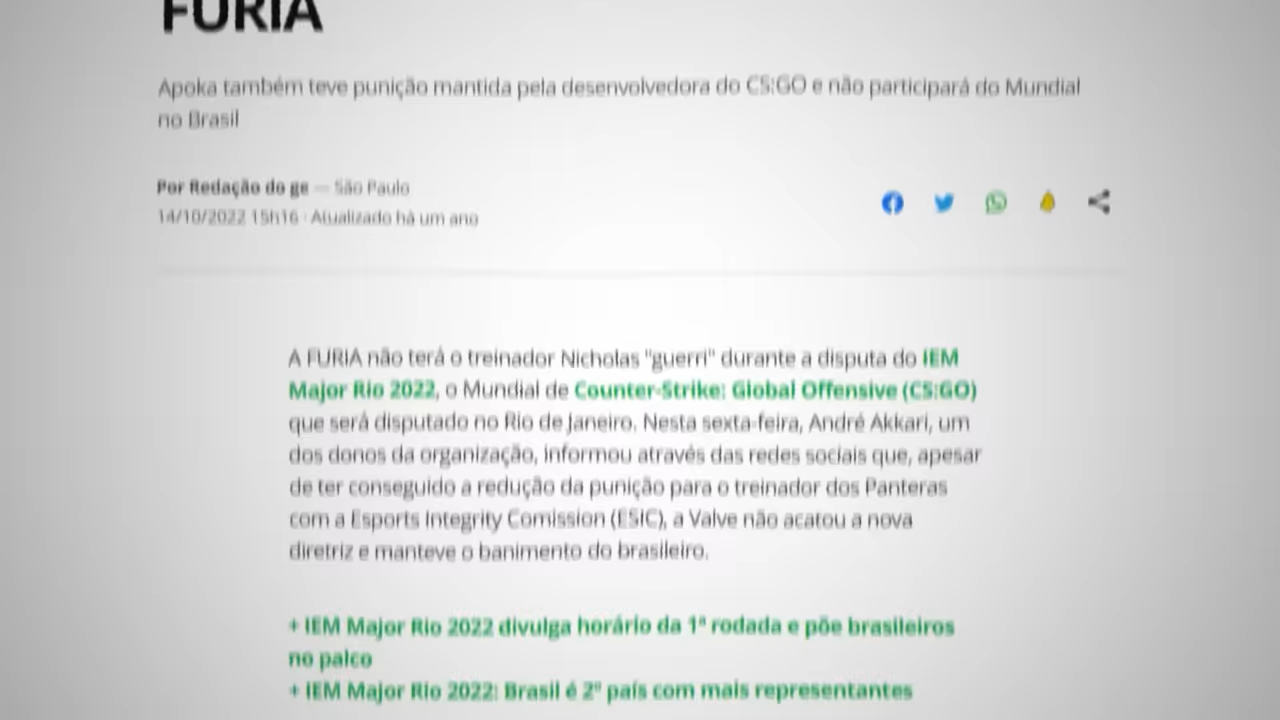 FURIA
Apoka também teve punição mantida pela desenvolvedora do CS:GO e não participará do Mundial
no Brasil
Por Redação do ge — São Paulo
14/10/2022 15h16 · Atualizado há um ano
A FURIA não terá o treinador Nicholas "guerri" durante a disputa do IEM
Major Rio 2022, o Mundial de Counter-Strike: Global Offensive (CS:GO)
que será disputado no Rio de Janeiro. Nesta sexta-feira, André Akkari, um
dos donos da organização, informou através das redes sociais que, apesar
de ter conseguido a redução da punição para o treinador dos Panteras
com a Esports Integrity Comission (ESIC), a Valve não acatou a nova
diretriz e manteve o banimento do brasileiro.
+ IEM Major Rio 2022 divulga horário da 1ª rodada e põe brasileiros
no palco
+ IEM Major Rio 2022: Brasil é 2º país com mais representantes